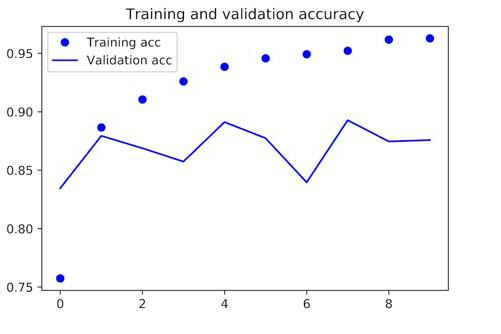 Training and validation accuracy
Training acc
Validation acc
0.95
0.90
0.85
0.80
0.75
0 2 4 6 8